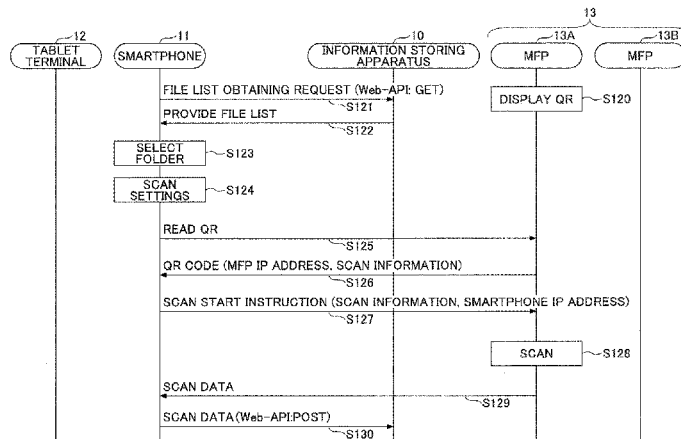 13
12
11
10
13A
13B
TABLET
TERMINAL
SMARTPHONE
INFORMATION STORING
APPARATUS
MFP
MFP
FILE LIST OBTAINING REQUEST (Web-API: GET)
S121
DISPLAY QR
S120
PROVIDE FILE LIST
S122
SELECT
FOLDER
S123
SCAN
SETTINGS
S124
READ QR
S125
QR CODE (MFP IP ADDRESS, SCAN INFORMATION)
S126
SCAN START INSTRUCTION (SCAN INFORMATION, SMARTPHONE IP ADDRESS)
S127
SCAN
S128
SCAN DATA
S129
SCAN DATA(Web-API:POST)
S130